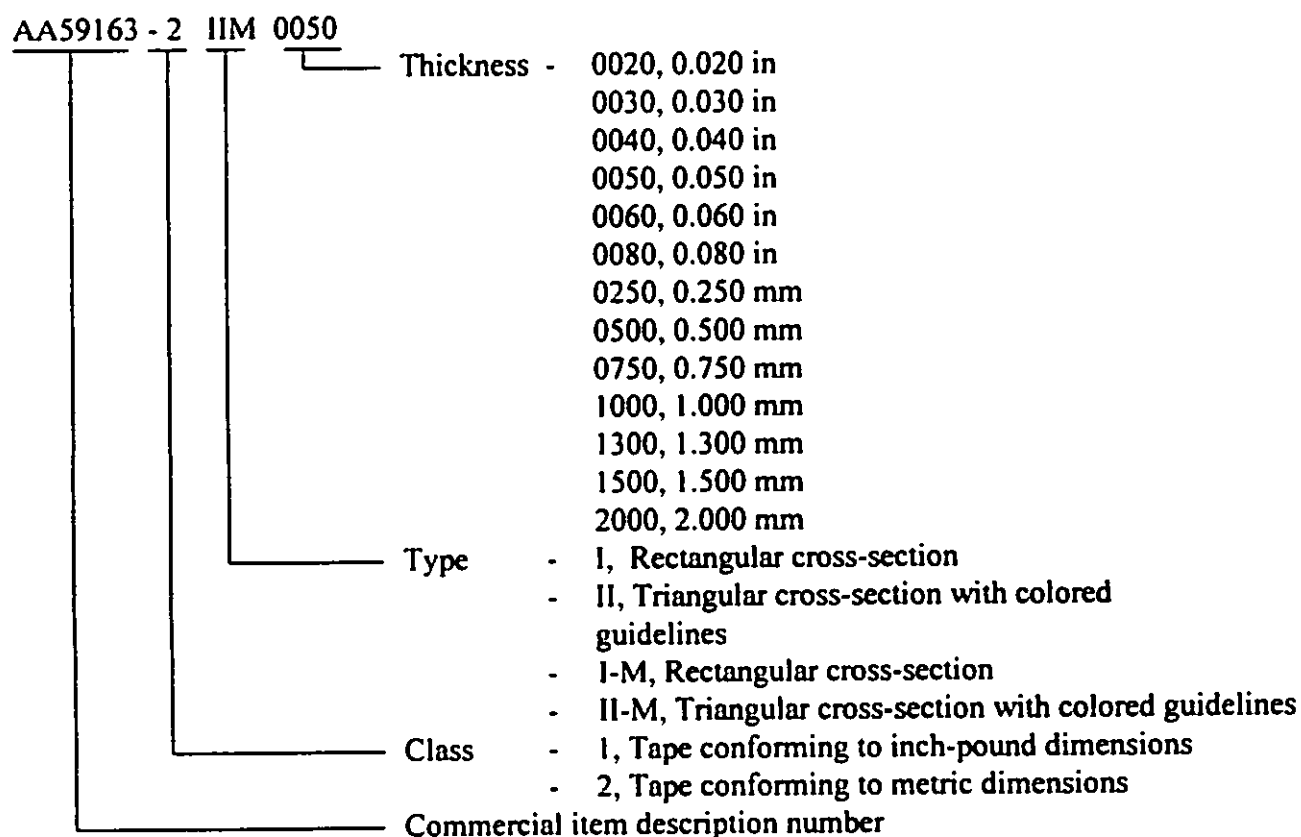 AA59163 - 2 IIM 0050
Thickness - 0020, 0.020 in
0030, 0.030 in
0040, 0.040 in
0050, 0.050 in
0060, 0.060 in
0080, 0.080 in
0250, 0.250 mm
0500, 0.500 mm
0750, 0.750 mm
1000, 1.000 mm
1300, 1.300 mm
1500, 1.500 mm
2000, 2.000 mm
Type - I, Rectangular cross-section
- II, Triangular cross-section with colored
guidelines
- I-M, Rectangular cross-section
- II-M, Triangular cross-section with colored guidelines
Class - 1, Tape conforming to inch-pound dimensions
- 2, Tape conforming to metric dimensions
Commercial item description number